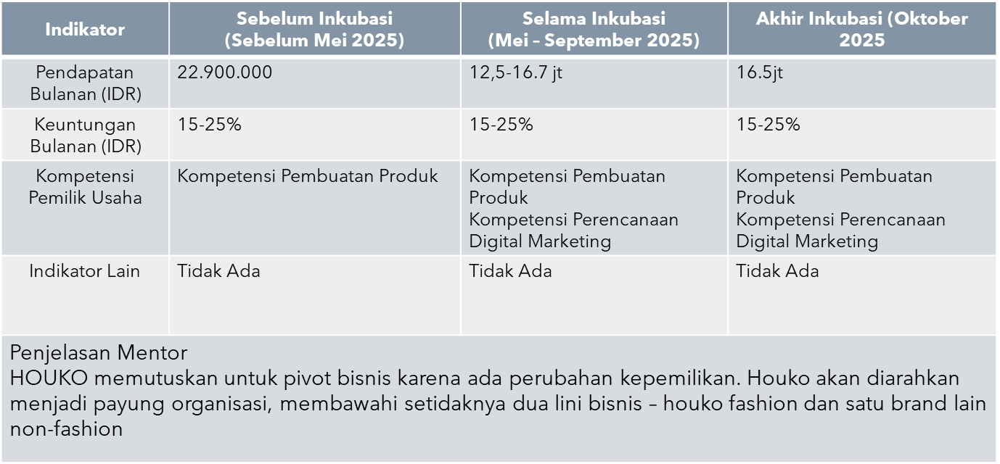 Indikator
Sebelum Inkubasi
(Sebelum Mei 2025)
Selama Inkubasi
(Mei – September 2025)
Akhir Inkubasi (Oktober
2025
Pendapatan
Bulanan (IDR)
22.900.000
12,5-16.7 jt
16.5jt
Keuntungan
Bulanan (IDR)
15-25%
15-25%
15-25%
Kompetensi
Pemilik Usaha
Kompetensi Pembuatan Produk
Kompetensi Pembuatan
Produk
Kompetensi Perencanaan
Digital Marketing
Kompetensi Pembuatan
Produk
Kompetensi Perencanaan
Digital Marketing
Indikator Lain
Tidak Ada
Tidak Ada
Tidak Ada
Penjelasan Mentor
HOUKO memutuskan untuk pivot bisnis karena ada perubahan kepemilikan. Houko akan diarahkan
menjadi payung organisasi, membawahi setidaknya dua lini bisnis – houko fashion dan satu brand lain
non-fashion